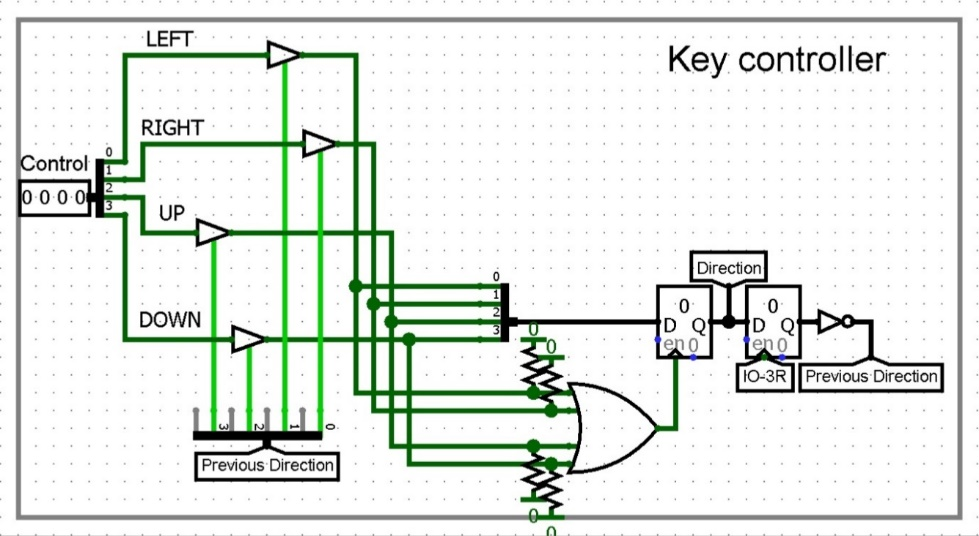 Key controller
LEFT
RIGHT
Control
0 0 0 0
0
1
2
3
UP
DOWN
0
1
2
3
Direction
0
D Q
en 0
0
D Q
en 0
IO-3R
Previous Direction
3 2 1 0
Previous Direction
0
0
0
0